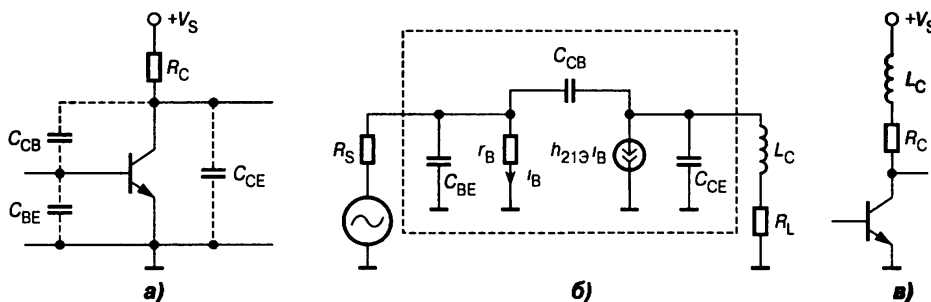 +V_S
R_C
C_CB
C_BE
C_CE
а)
C_CB
R_S
C_BE
r_B
i_B
h_21Э i_B
C_CE
L_C
R_L
б)
+V_S
L_C
R_C
в)